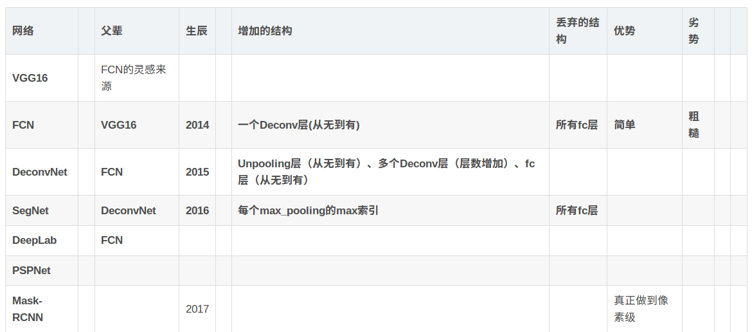 网络 父辈 生辰 增加的结构 丢弃的结构 优势 劣势
VGG16 FCN的灵感来源
FCN VGG16 2014 一个Deconv层(从无到有) 所有fc层 简单 粗糙
DeconvNet FCN 2015 Unpooling层（从无到有）、多个Deconv层（层数增加）、fc层（从无到有）
SegNet DeconvNet 2016 每个max_pooling的max索引 所有fc层
DeepLab FCN
PSPNet
Mask-RCNN 2017 真正做到像素级